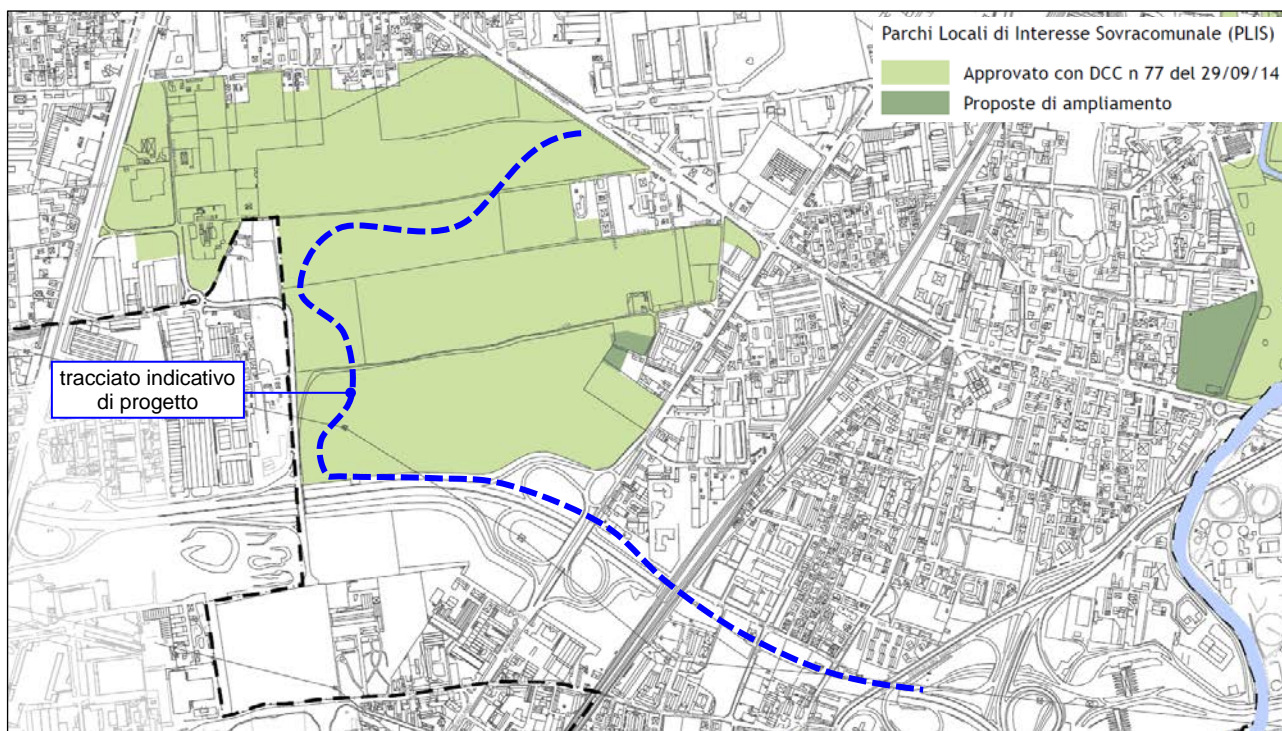 Parchi Locali di Interesse Sovracomunale (PLIS)
Approvato con DCC n 77 del 29/09/14
Proposte di ampliamento
tracciato indicativo
di progetto